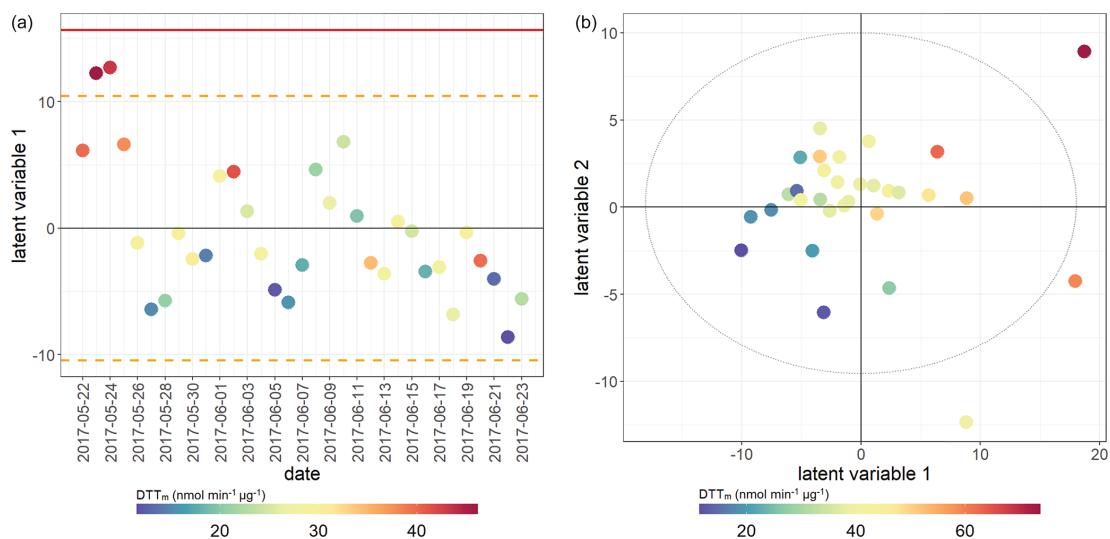 (a)
latent variable 1
10
0
-10
2017-05-22
2017-05-24
2017-05-26
2017-05-28
2017-05-30
2017-06-01
2017-06-03
2017-06-05
2017-06-07
2017-06-09
2017-06-11
2017-06-13
2017-06-15
2017-06-17
2017-06-19
2017-06-21
2017-06-23
date
DTTₘ (nmol min⁻¹ µg⁻¹)
20 30 40
(b)
latent variable 2
10
5
0
-5
-10
-10 0 10 20
latent variable 1
DTTₘ (nmol min⁻¹ µg⁻¹)
20 40 60